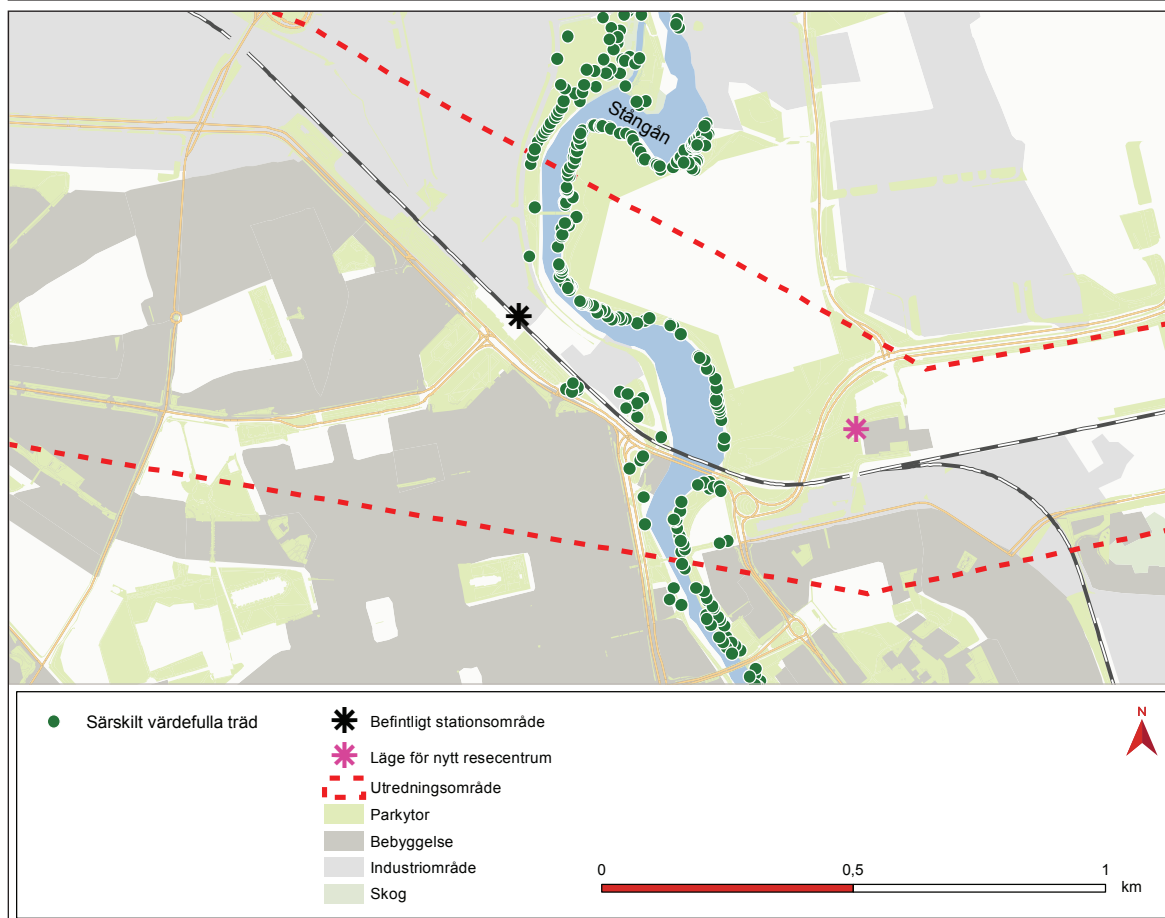 Stångån
Särskilt värdefulla träd
Befintligt stationsområde
Läge för nytt resecentrum
Utredningsområde
Parkytor
Bebyggelse
Industriområde
Skog
N
0 0,5 1
km